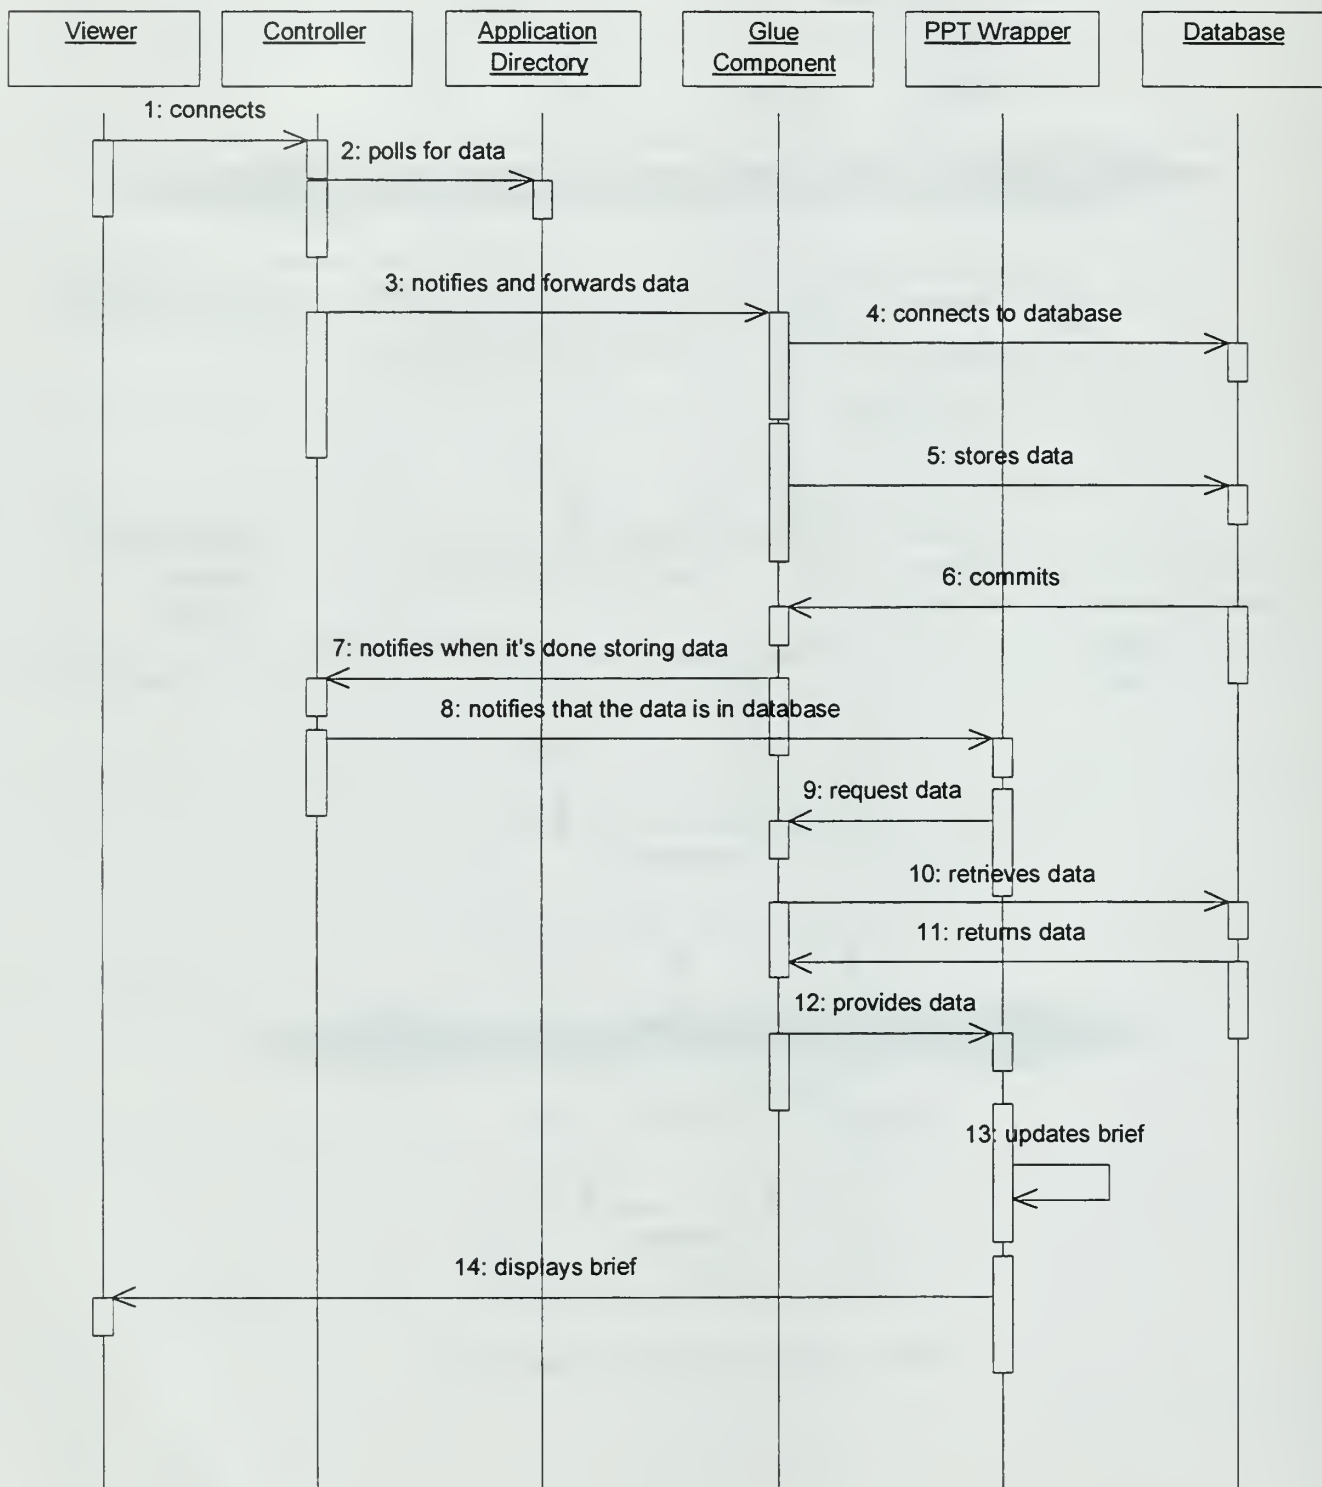 Viewer
Controller
Application
Directory
Glue
Component
PPT Wrapper
Database
1: connects
2: polls for data
3: notifies and forwards data
4: connects to database
5: stores data
6: commits
7: notifies when it's done storing data
8: notifies that the data is in database
9: request data
10: retrieves data
11: returns data
12: provides data
13: updates brief
14: displays brief